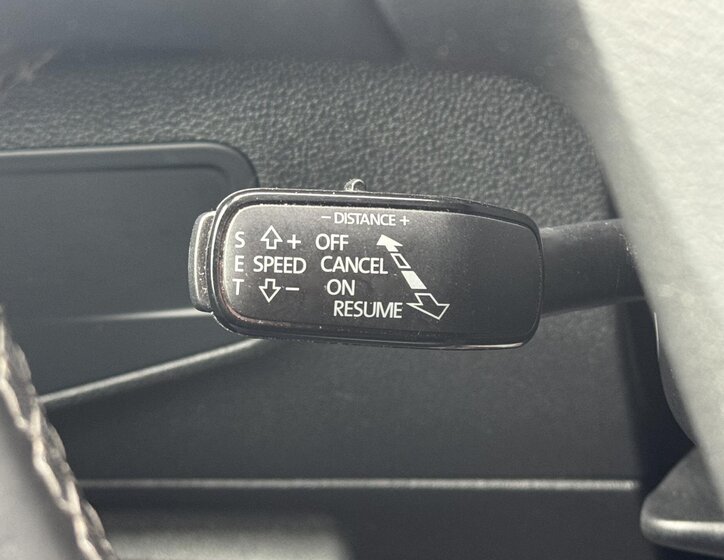 − DISTANCE +
S + OFF
E SPEED CANCEL
T − ON
RESUME